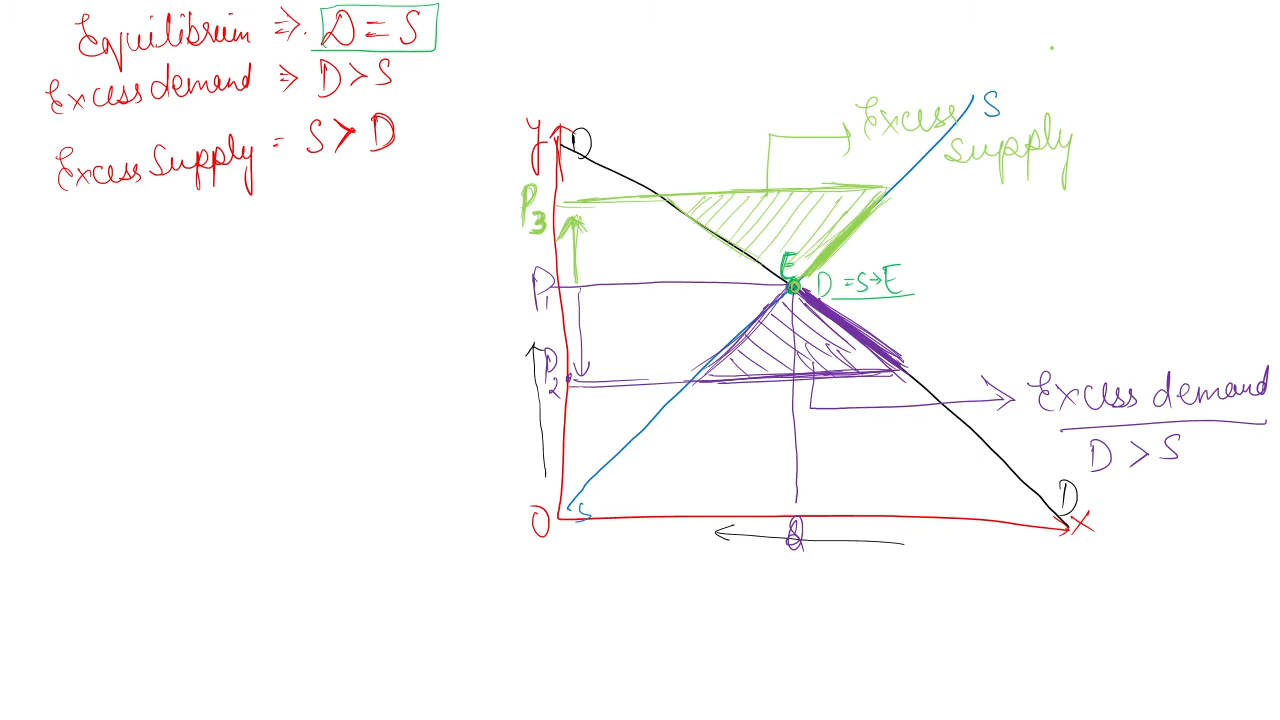 Equilibrium ⇒ D = S
Excess demand ⇒ D > S
Excess Supply = S > D
S
Excess
supply
y
D
P3
E
P1
D = S → E
P2
Excess demand
D > S
D
S
O
Q
X